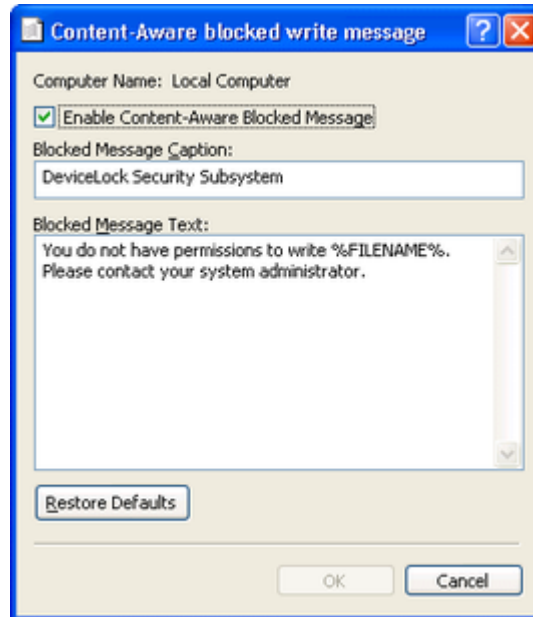 Content-Aware blocked write message
Computer Name: Local Computer
Enable Content-Aware Blocked Message
Blocked Message Caption:
DeviceLock Security Subsystem
Blocked Message Text:
You do not have permissions to write %FILENAME%.
Please contact your system administrator.
Restore Defaults
OK Cancel